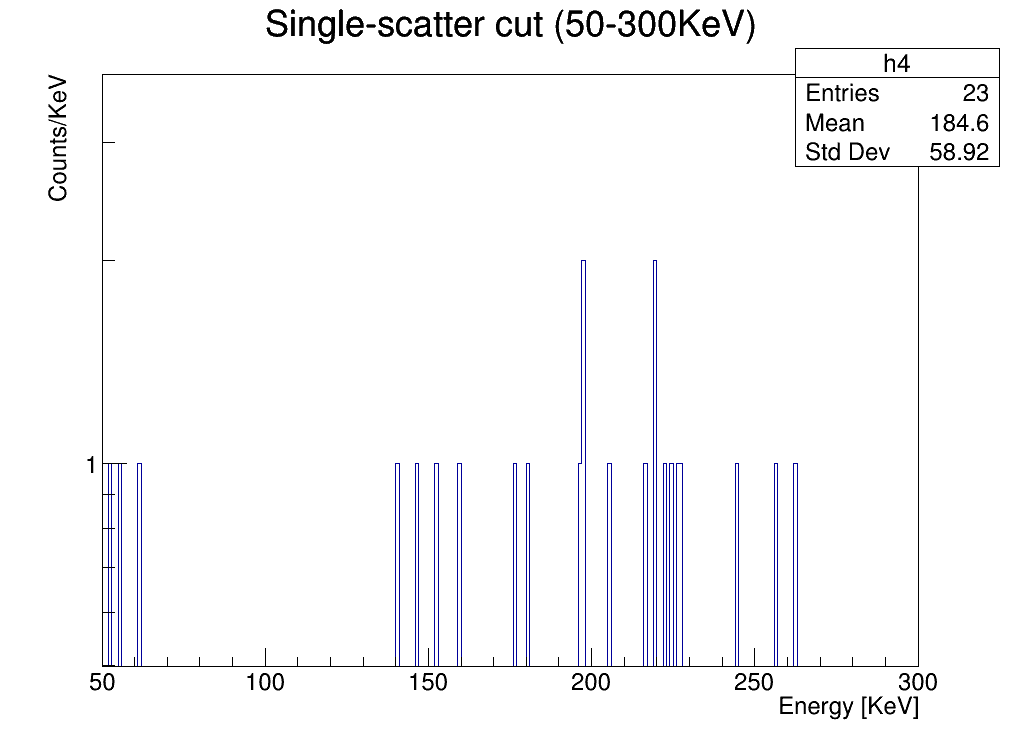 Single-scatter cut (50-300KeV)
h4
Entries 23
Mean 184.6
Std Dev 58.92
Counts/KeV
1
50 100 150 200 250 300
Energy [KeV]